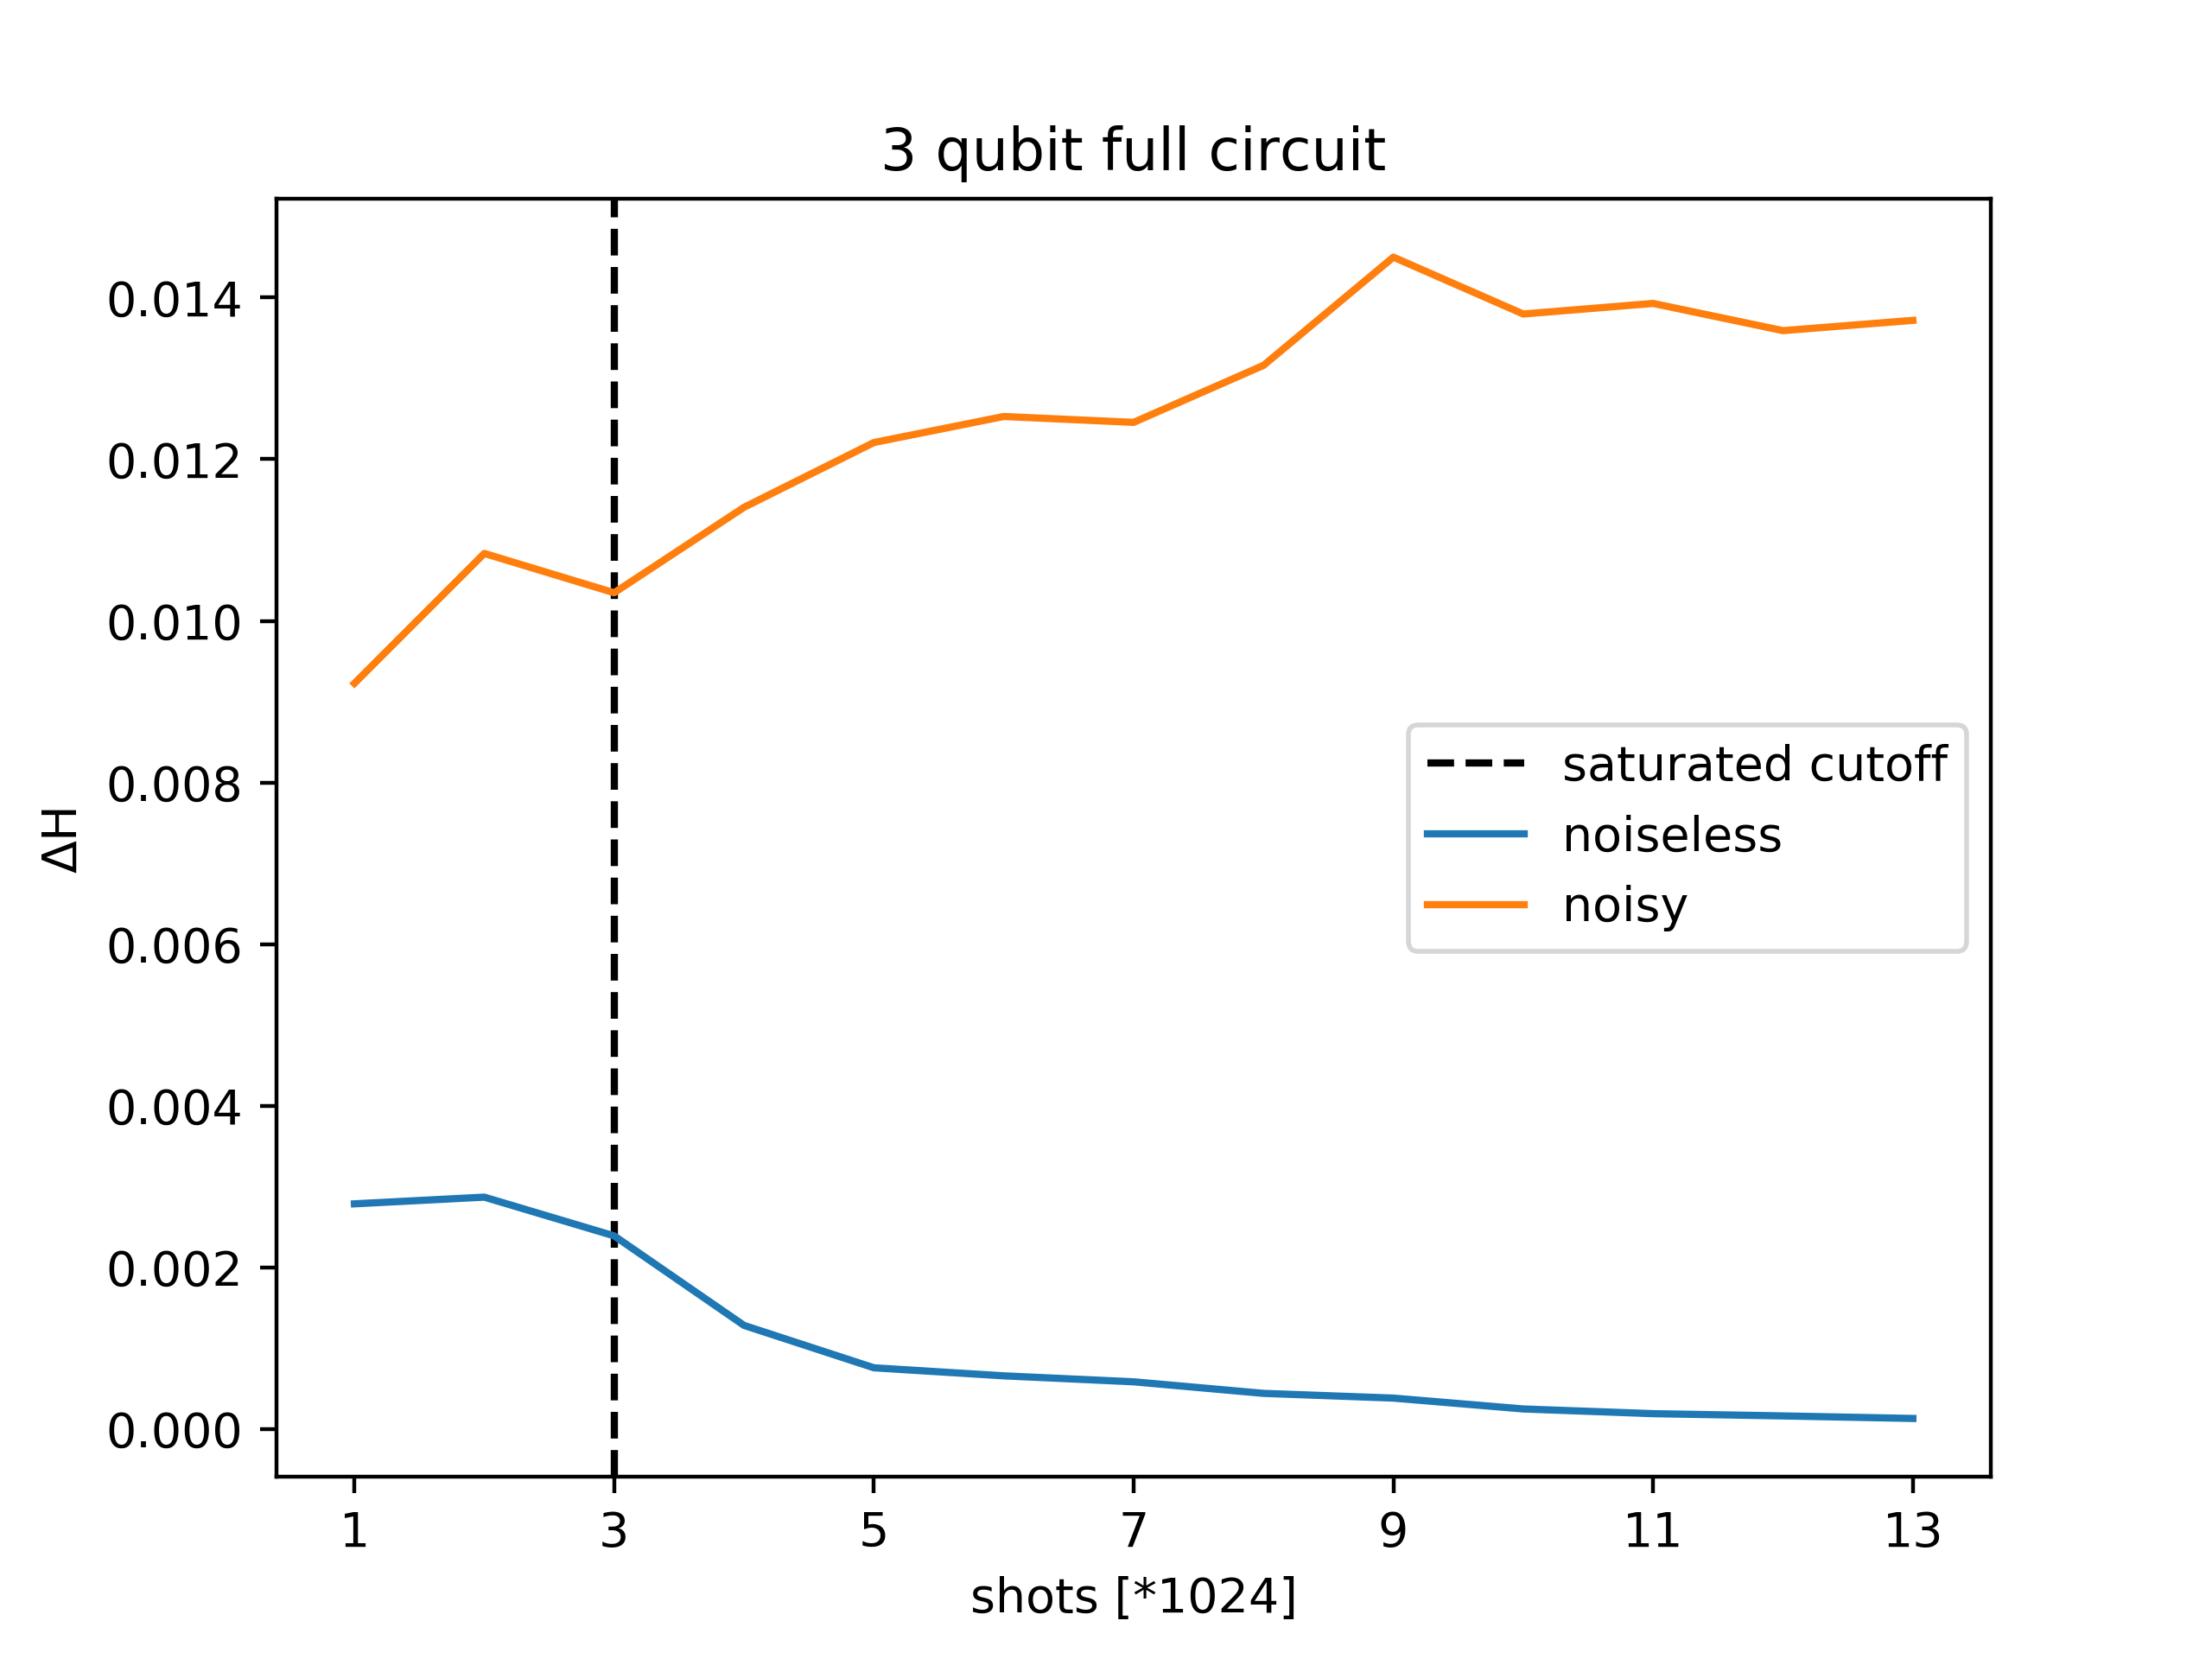 3 qubit full circuit
0.014
0.012
0.010
0.008
0.006
0.004
0.002
0.000
ΔH
saturated cutoff
noiseless
noisy
1 3 5 7 9 11 13
shots [*1024]